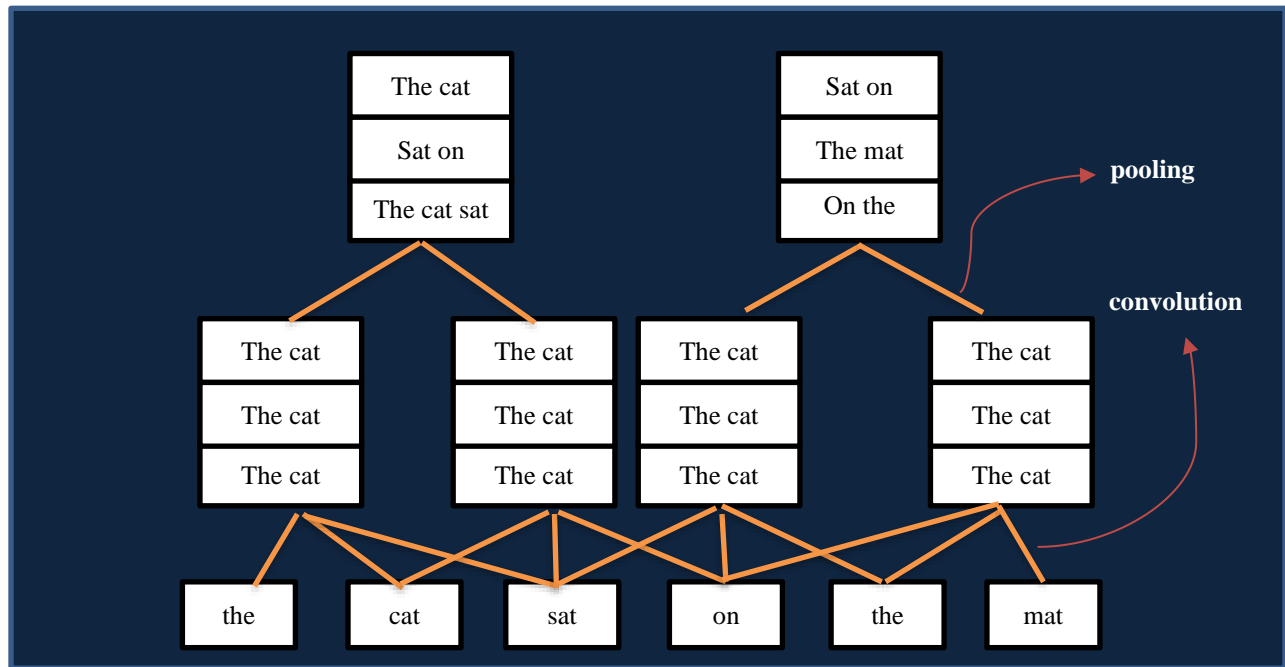 The cat
Sat on
The cat sat
Sat on
The mat
On the
pooling
convolution
The cat
The cat
The cat
The cat
The cat
The cat
The cat
The cat
The cat
The cat
The cat
The cat
the
cat
sat
on
the
mat